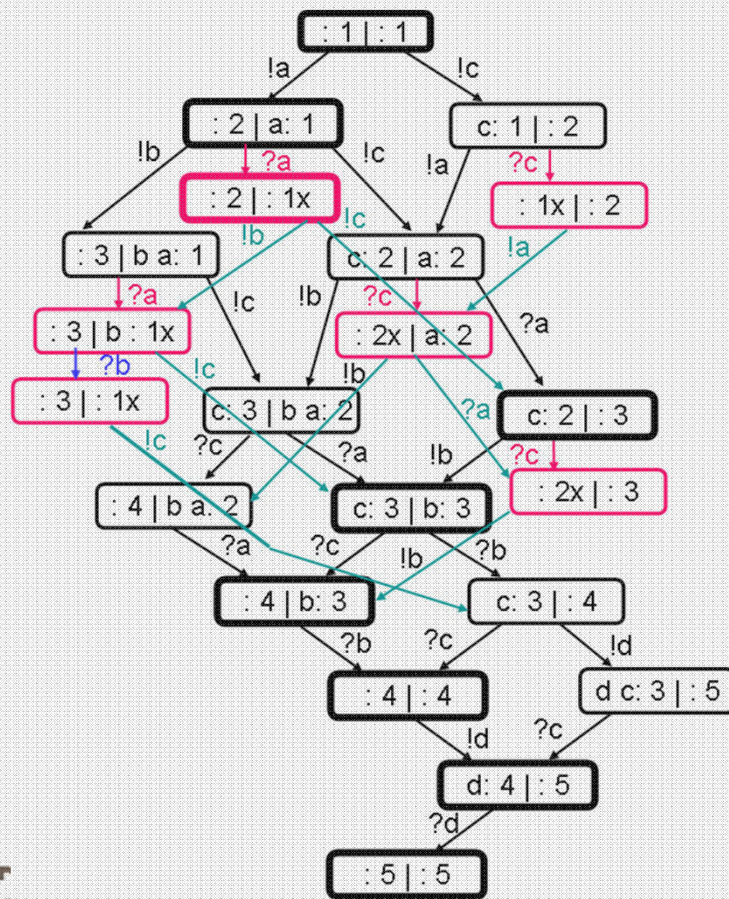 : 1 | : 1
!a
!c
: 2 | a: 1
c: 1 | : 2
!b
?a
!c
!a
?c
: 2 | : 1x
: 1x | : 2
!b
!c
!a
: 3 | b a: 1
c: 2 | a: 2
?a
!c
!b
?c
?a
: 3 | b : 1x
: 2x | a: 2
?b
!c
!b
: 3 | : 1x
c: 3 | b a: 2
?a
c: 2 | : 3
!c
?c
?a
!b
?c
: 4 | b a: 2
c: 3 | b: 3
: 2x | : 3
?a
?c
!b
?b
: 4 | b: 3
c: 3 | : 4
?b
?c
!d
: 4 | : 4
d c: 3 | : 5
!d
?c
d: 4 | : 5
?d
: 5 | : 5